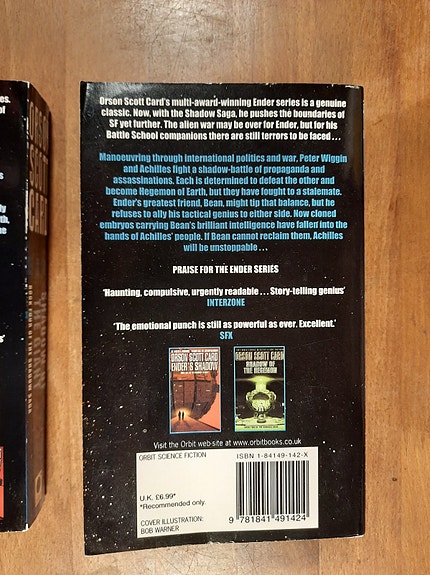 Orson Scott Card's multi-award-winning Ender series is a genuine
classic. Now, with the Shadow Saga, he pushes the boundaries of
SF yet further. The alien war may be over for Ender, but for his
Battle School companions there are still terrors to be faced . . .
Manoeuvring through international politics and war, Peter Wiggin
and Achilles fight a shadow-battle of propaganda and
assassinations. Each is determined to defeat the other and
become Hegemon of Earth, but they have fought to a stalemate.
Ender's greatest friend, Bean, might tip that balance, but he
refuses to ally his tactical genius to either side. Now cloned
embryos carrying Bean's brilliant intelligence have fallen into the
hands of Achilles' people. If Bean cannot reclaim them, Achilles
will be unstoppable . . .
PRAISE FOR THE ENDER SERIES
'Haunting, compulsive, urgently readable . . . Story-telling genius'
INTERZONE
'The emotional punch is still as powerful as ever. Excellent.'
SFX
ORSON SCOTT CARD
ENDER'S SHADOW
ORSON SCOTT CARD
SHADOW OF
THE HEGEMON
Visit the Orbit web-site at www.orbitbooks.co.uk
ORBIT SCIENCE FICTION
ISBN 1-84149-142-X
U.K. £6.99*
*Recommended only
COVER ILLUSTRATION:
BOB WARNER
9 781841 491424